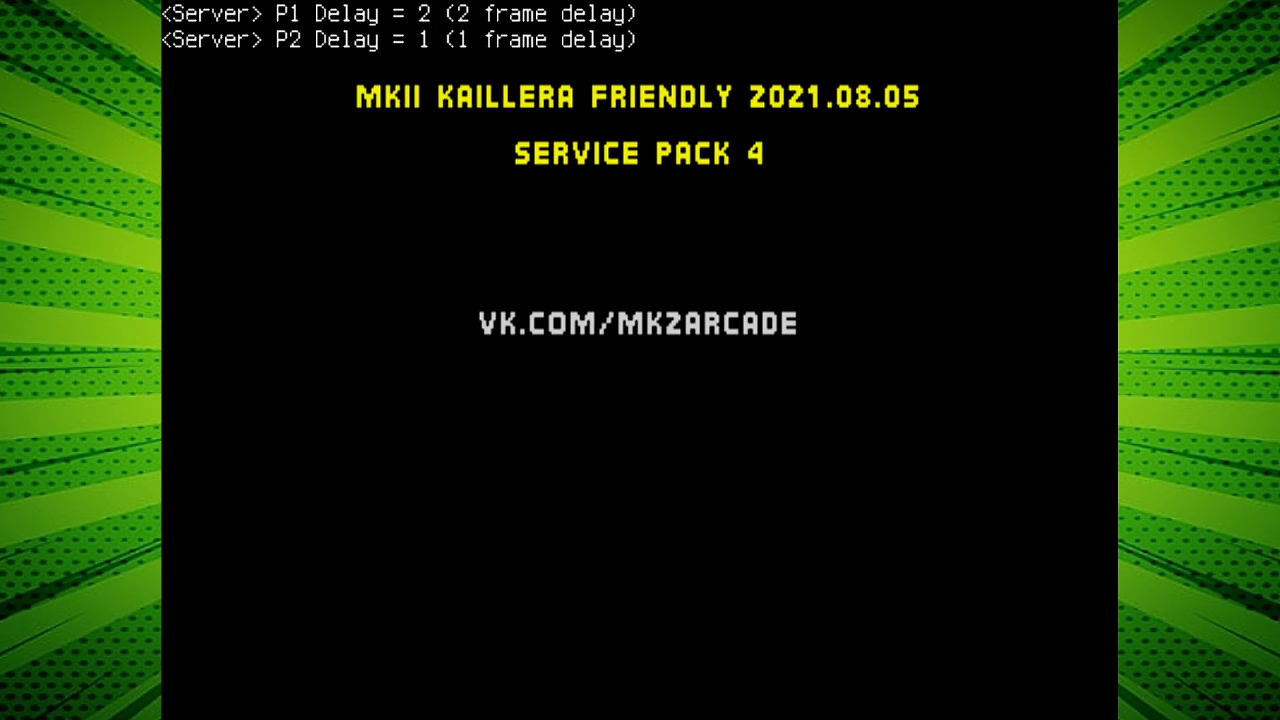 <Server> P1 Delay = 2 (2 frame delay)
<Server> P2 Delay = 1 (1 frame delay)
MKII KAILLERA FRIENDLY 2021.08.05
SERVICE PACK 4
VK.COM/MK2ARCADE